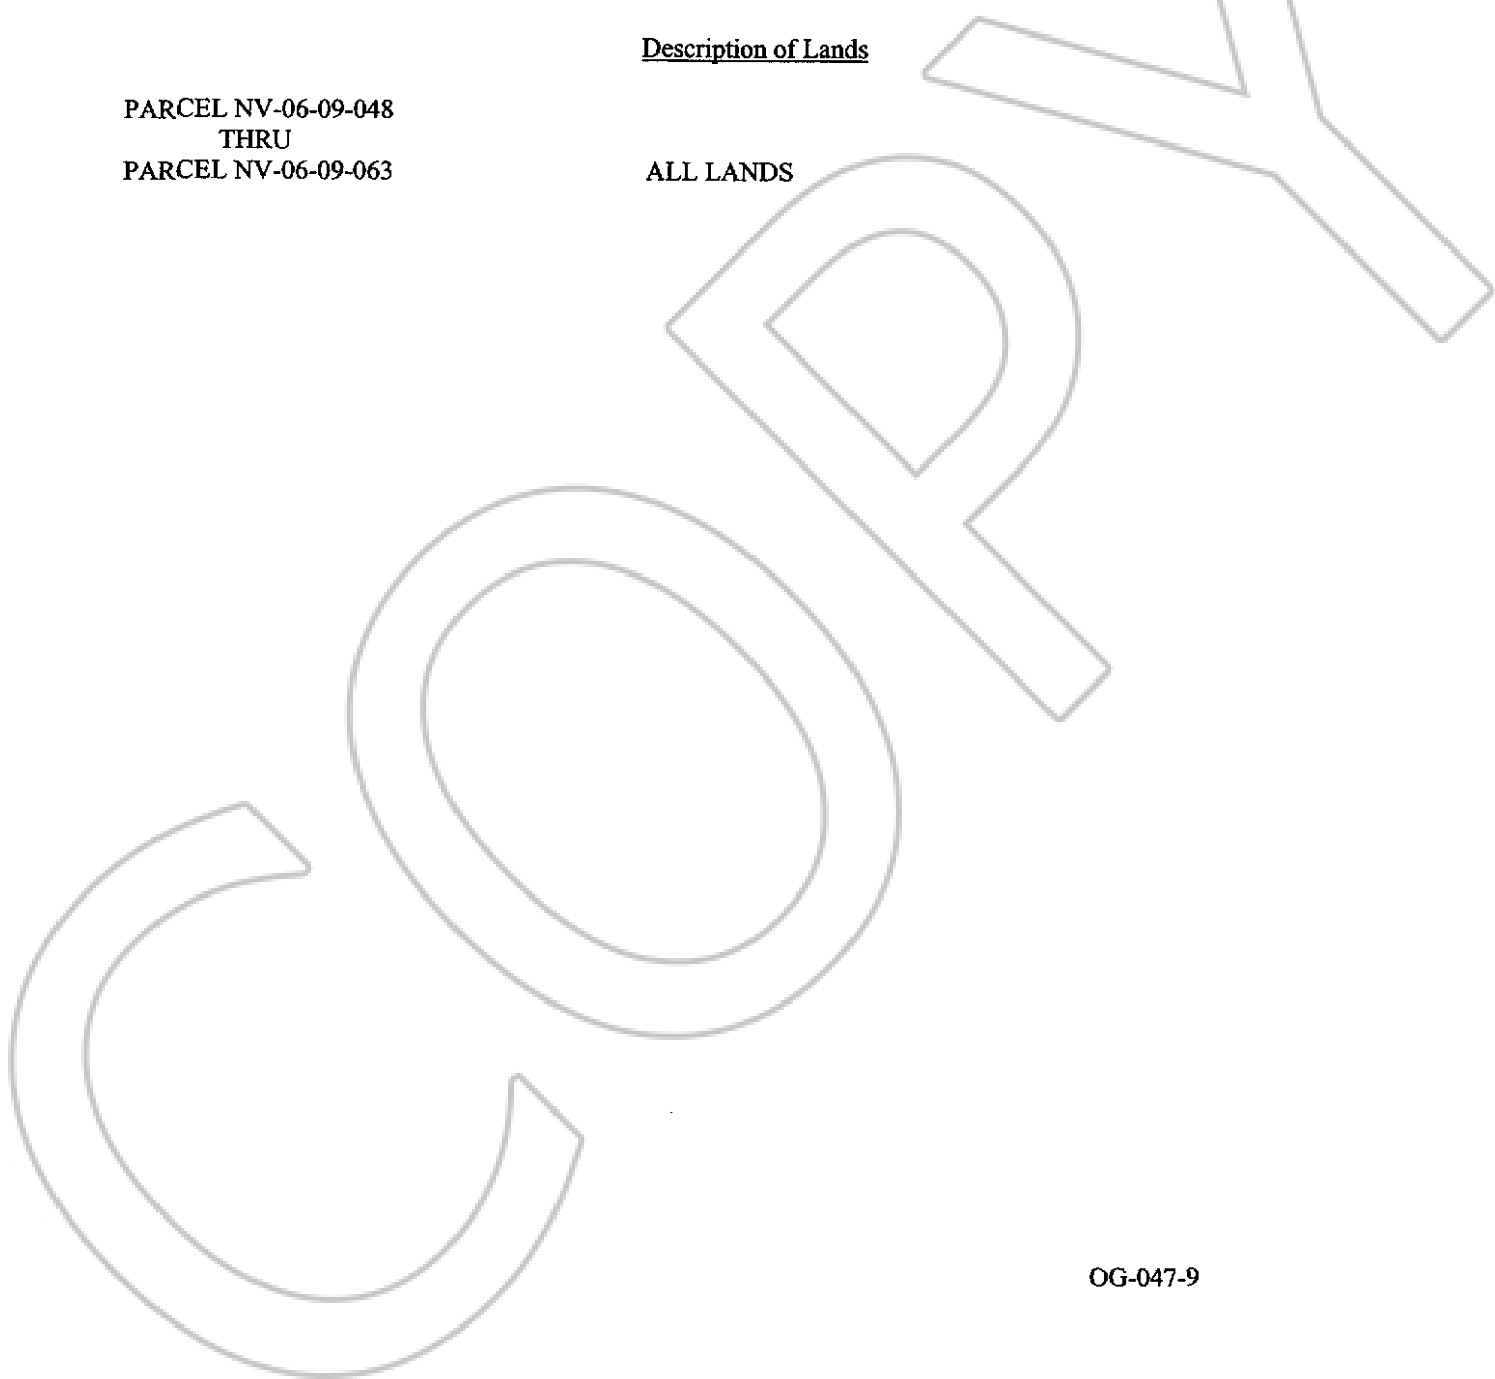 Description of Lands
PARCEL NV-06-09-048
THRU
PARCEL NV-06-09-063
ALL LANDS
OG-047-9
COPY